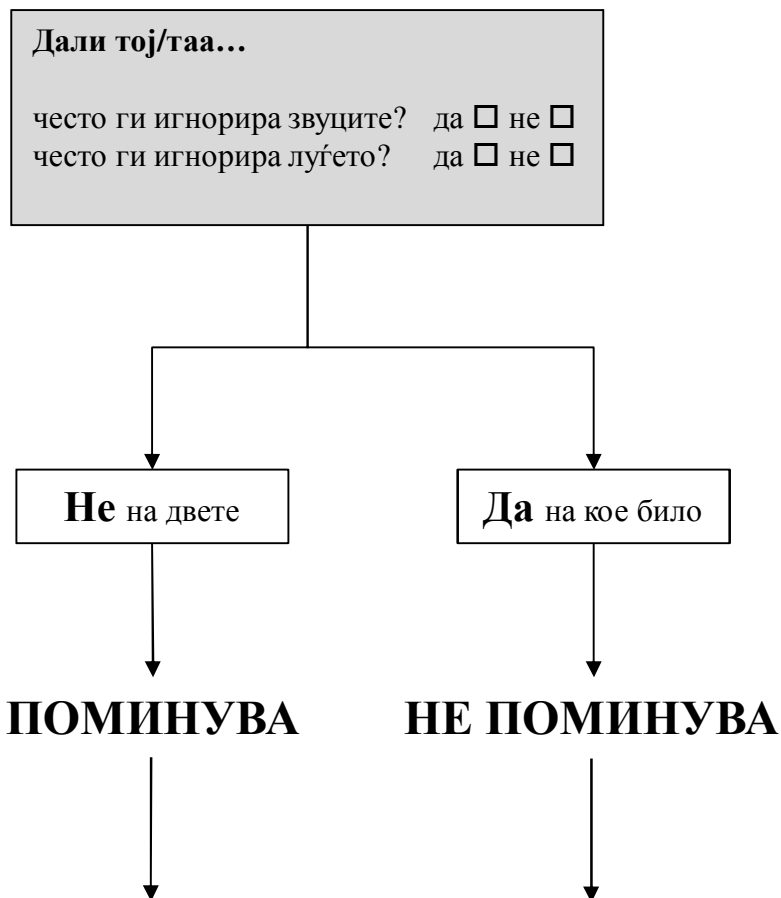 Дали тој/таа…
често ги игнорира звуците? да □ не □
често ги игнорира луѓето? да □ не □
Не на двете
Да на кое било
ПОМИНУВА
НЕ ПОМИНУВА